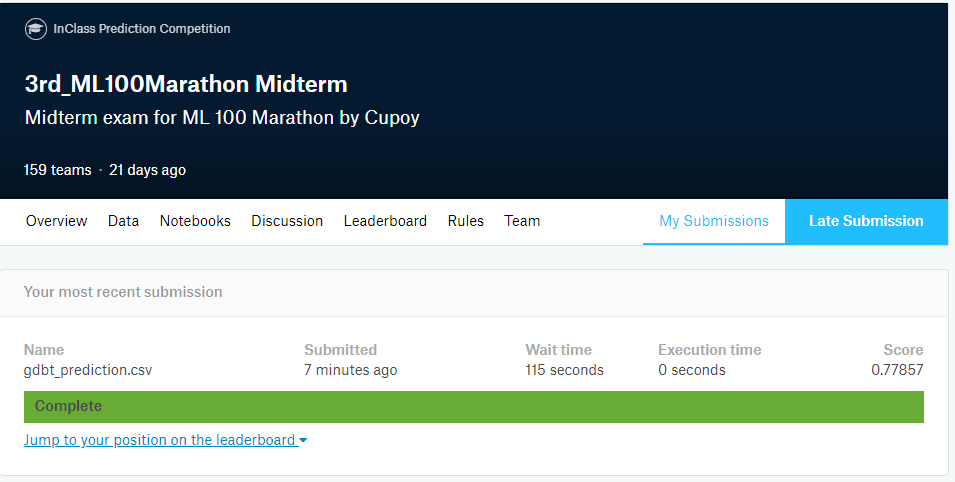 InClass Prediction Competition
3rd_ML100Marathon Midterm
Midterm exam for ML 100 Marathon by Cupoy
159 teams · 21 days ago
Overview Data Notebooks Discussion Leaderboard Rules Team My Submissions Late Submission
Your most recent submission
Name Submitted Wait time Execution time Score
gdbt_prediction.csv 7 minutes ago 115 seconds 0 seconds 0.77857
Complete
Jump to your position on the leaderboard